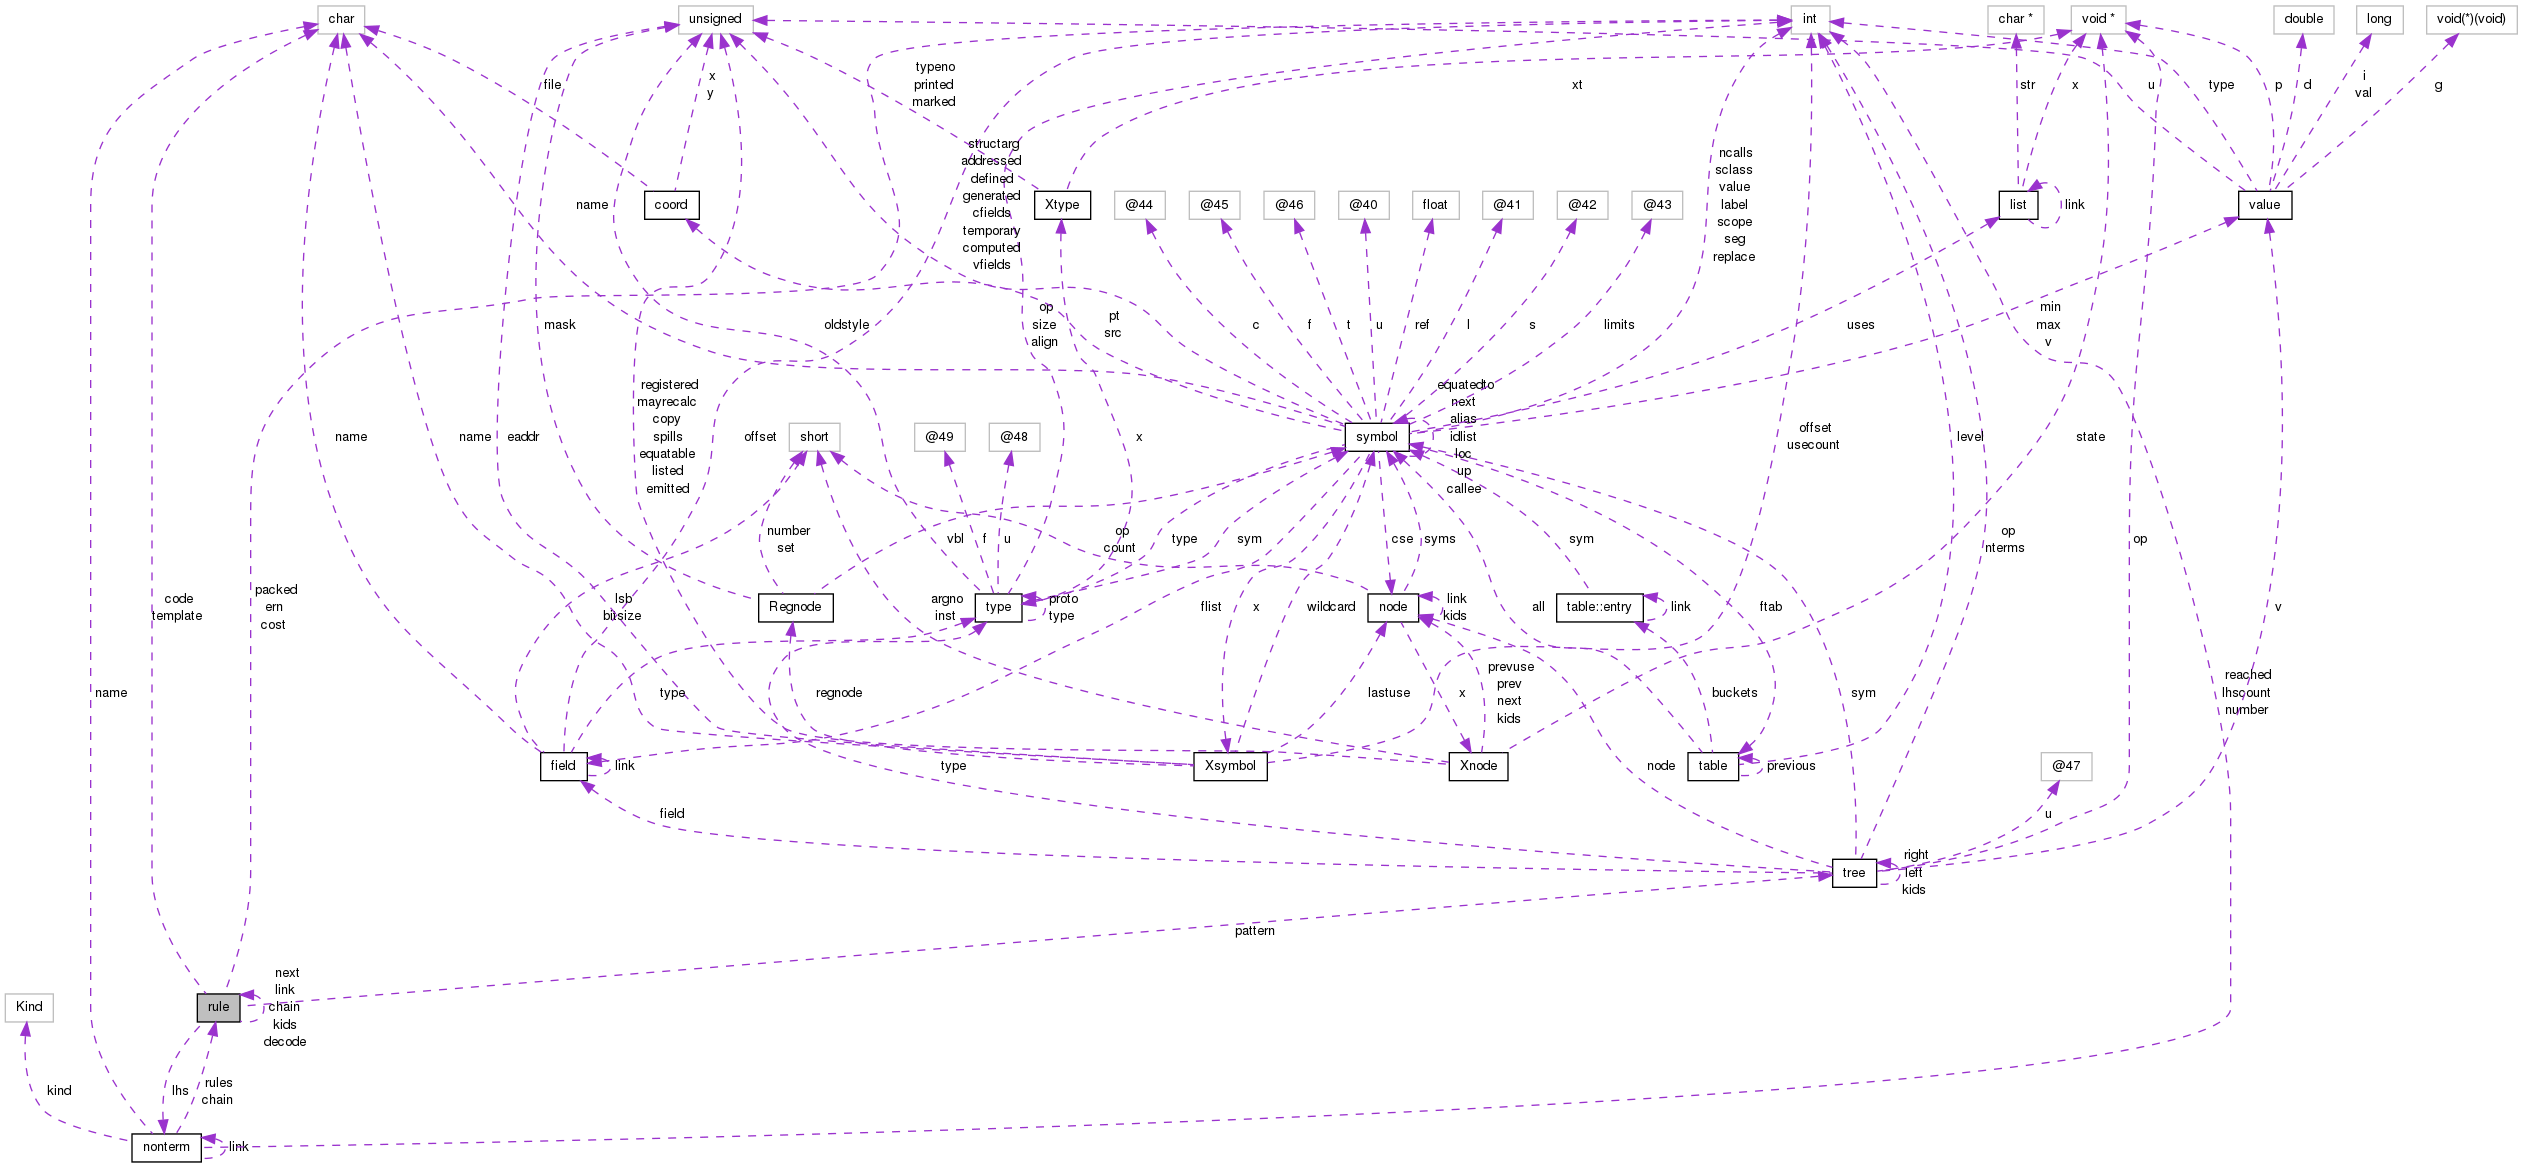 char
unsigned
int
char *
void *
double
long
void(*)(void)
file
x
y
typeno
printed
marked
xt
str
x
u
type
p
d
i
val
g
name
structarg
addressed
defined
generated
cfields
temporary
computed
vfields
ncalls
sclass
value
label
scope
seg
replace
coord
Xtype
@44
@45
@46
@40
float
@41
@42
@43
list
link
value
mask
oldstyle
op
size
align
pt
src
c
f
t
u
ref
l
s
limits
uses
min
max
v
name
name
eaddr
registered
mayrecalc
copy
spills
equatable
listed
emitted
offset
short
@49
@48
x
symbol
equatedto
next
alias
idlist
loc
up
callee
offset
usecount
level
state
code
template
packed
ern
cost
lsb
bitsize
number
set
vbl
f
u
op
count
type
sym
cse
syms
sym
op
nterms
op
Regnode
argno
inst
type
proto
type
flist
x
wildcard
node
link
kids
all
table::entry
link
ftab
v
name
type
regnode
lastuse
x
prevuse
prev
next
kids
buckets
sym
reached
lhscount
number
field
link
type
Xsymbol
Xnode
node
table
previous
@47
field
u
tree
right
left
kids
pattern
Kind
rule
next
link
chain
kids
decode
kind
lhs
rules
chain
nonterm
link